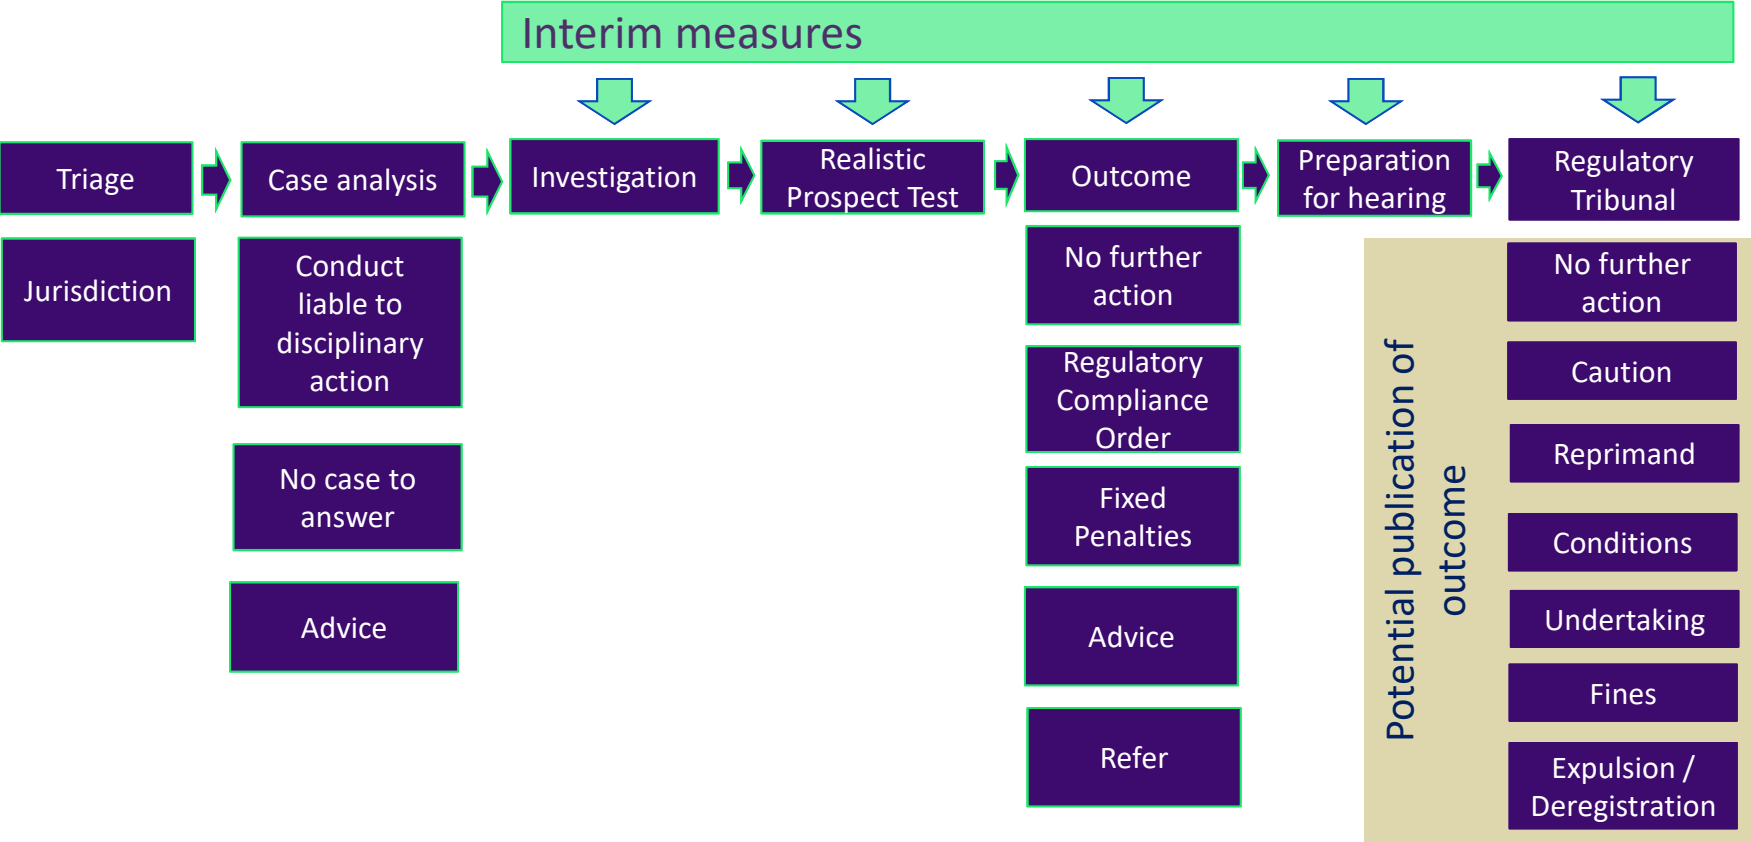 Interim measures
Triage
Case analysis
Investigation
Realistic
Prospect Test
Outcome
Preparation
for hearing
Regulatory
Tribunal
Jurisdiction
Conduct
liable to
disciplinary
action
No case to
answer
Advice
No further
action
Regulatory
Compliance
Order
Fixed
Penalties
Advice
Refer
Potential publication of
outcome
No further
action
Caution
Reprimand
Conditions
Undertaking
Fines
Expulsion /
Deregistration